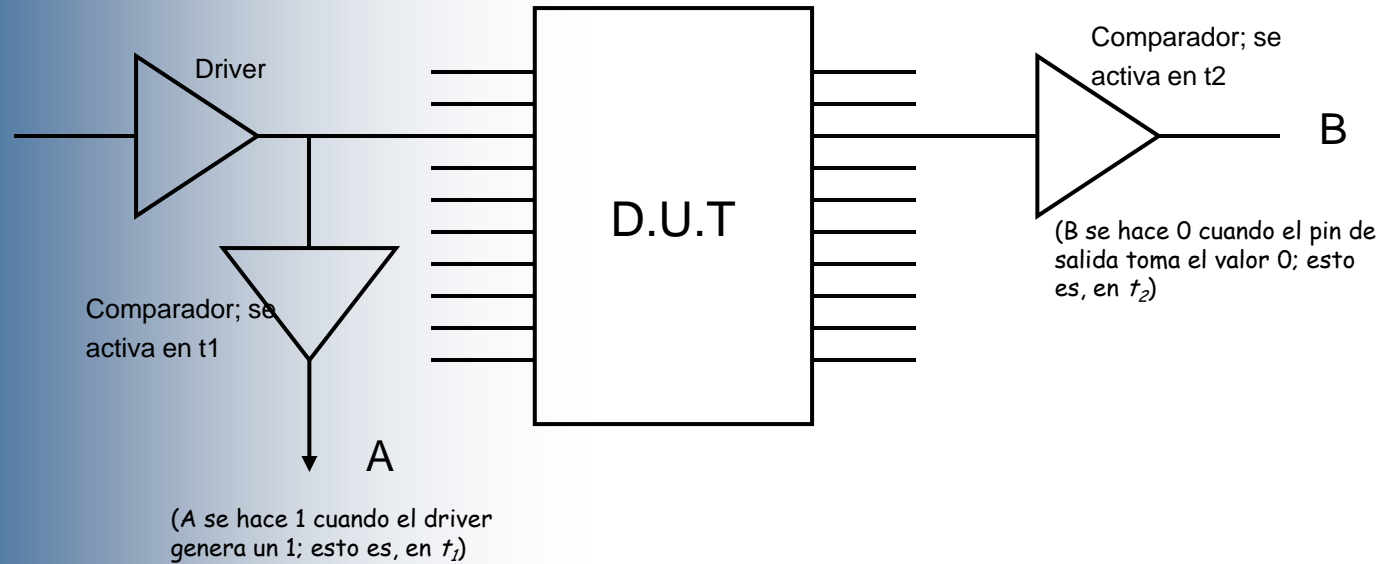 Driver
Comparador; se
activa en t1
A
(A se hace 1 cuando el driver
genera un 1; esto es, en t1)
D.U.T
Comparador; se
activa en t2
B
(B se hace 0 cuando el pin de
salida toma el valor 0; esto
es, en t2)